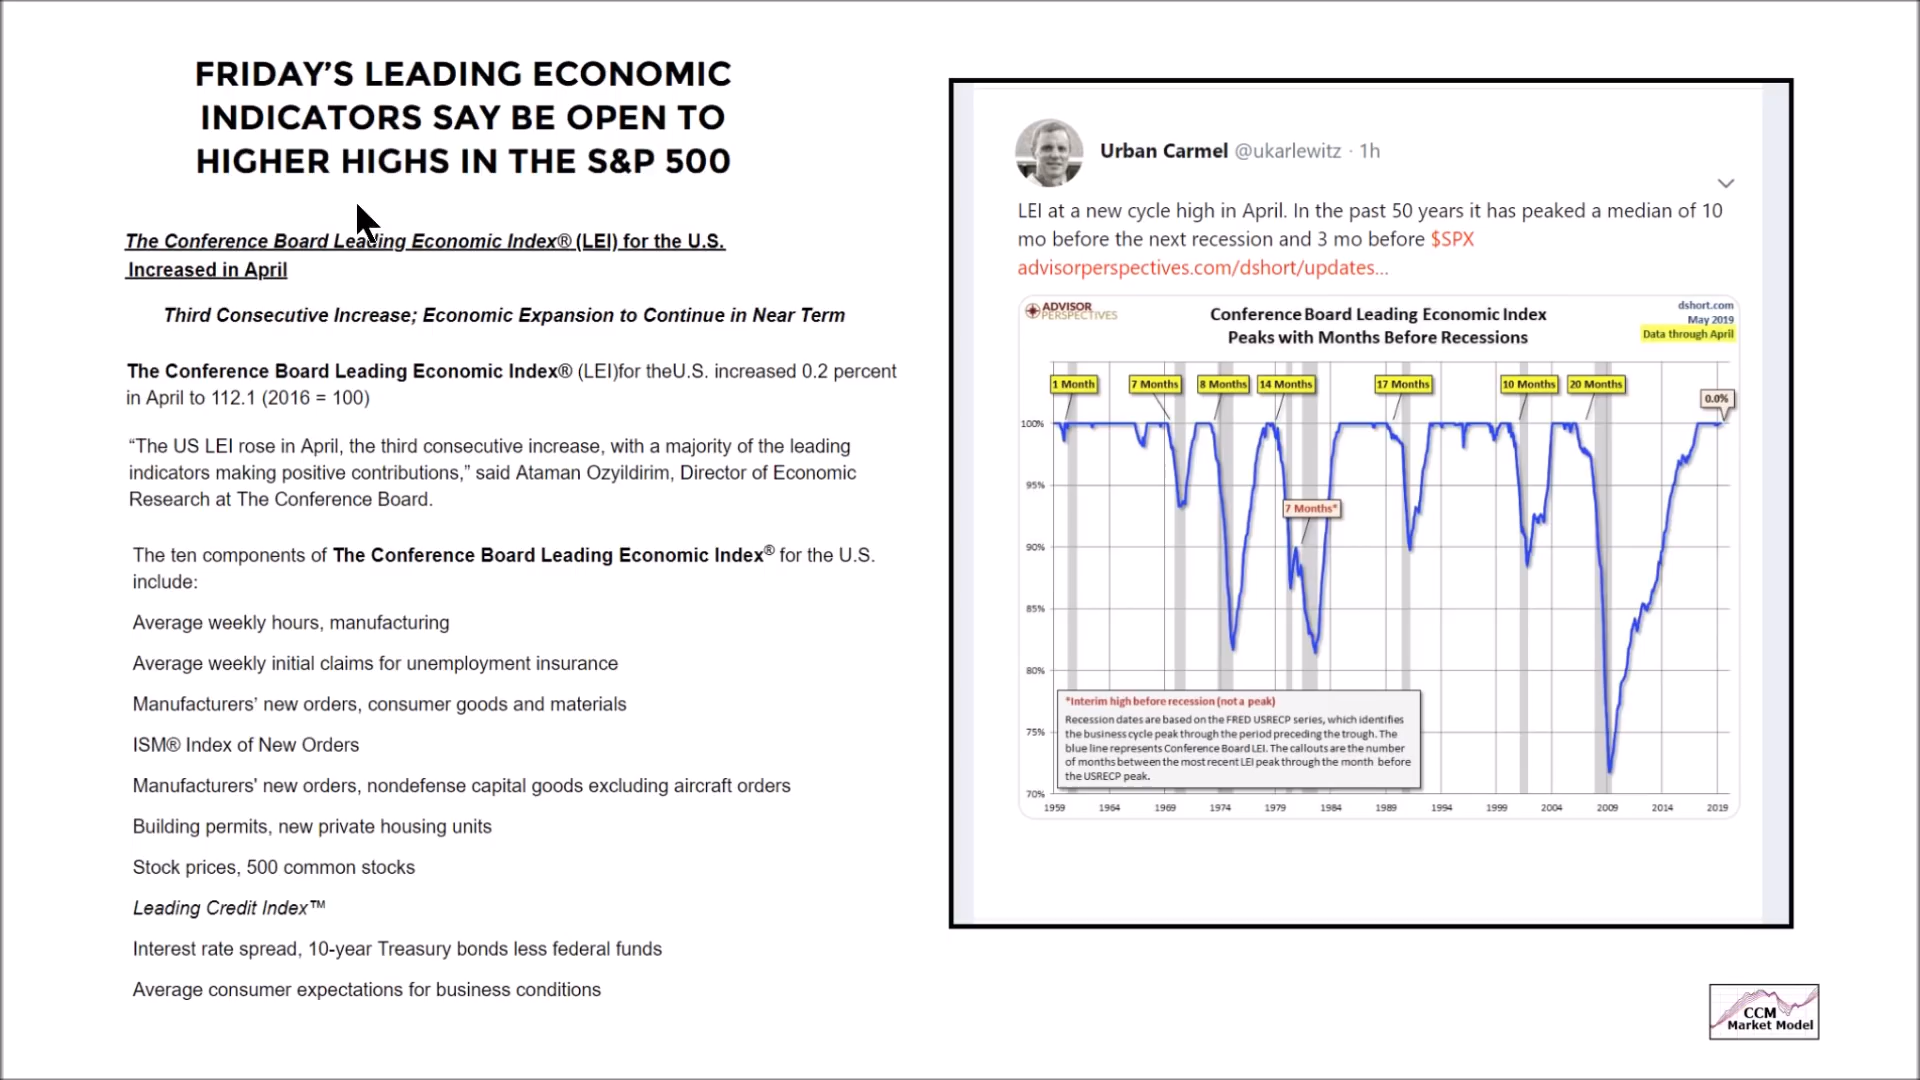 FRIDAY’S LEADING ECONOMIC
INDICATORS SAY BE OPEN TO
HIGHER HIGHS IN THE S&P 500
The Conference Board Leading Economic Index® (LEI) for the U.S.
Increased in April
Third Consecutive Increase; Economic Expansion to Continue in Near Term
The Conference Board Leading Economic Index® (LEI)for theU.S. increased 0.2 percent
in April to 112.1 (2016 = 100)
“The US LEI rose in April, the third consecutive increase, with a majority of the leading
indicators making positive contributions,” said Ataman Ozyildirim, Director of Economic
Research at The Conference Board.
The ten components of The Conference Board Leading Economic Index® for the U.S.
include:
Average weekly hours, manufacturing
Average weekly initial claims for unemployment insurance
Manufacturers’ new orders, consumer goods and materials
ISM® Index of New Orders
Manufacturers' new orders, nondefense capital goods excluding aircraft orders
Building permits, new private housing units
Stock prices, 500 common stocks
Leading Credit Index™
Interest rate spread, 10-year Treasury bonds less federal funds
Average consumer expectations for business conditions
Urban Carmel @ukarlewitz · 1h
LEI at a new cycle high in April. In the past 50 years it has peaked a median of 10
mo before the next recession and 3 mo before $SPX
advisorperspectives.com/dshort/updates...
ADVISOR
PERSPECTIVES
Conference Board Leading Economic Index
Peaks with Months Before Recessions
dshort.com
May 2019
Data through April
1 Month
7 Months
8 Months
14 Months
17 Months
10 Months
20 Months
0.0%
100%
95%
7 Months*
90%
85%
80%
75%
70%
*Interim high before recession (not a peak)
Recession dates are based on the FRED USRECP series, which identifies
the business cycle peak through the period preceding the trough. The
blue line represents Conference Board LEI. The callouts are the number
of months between the most recent LEI peak through the month before
the USRECP peak.
1959
1964
1969
1974
1979
1984
1989
1994
1999
2004
2009
2014
2019
CCM
Market Model